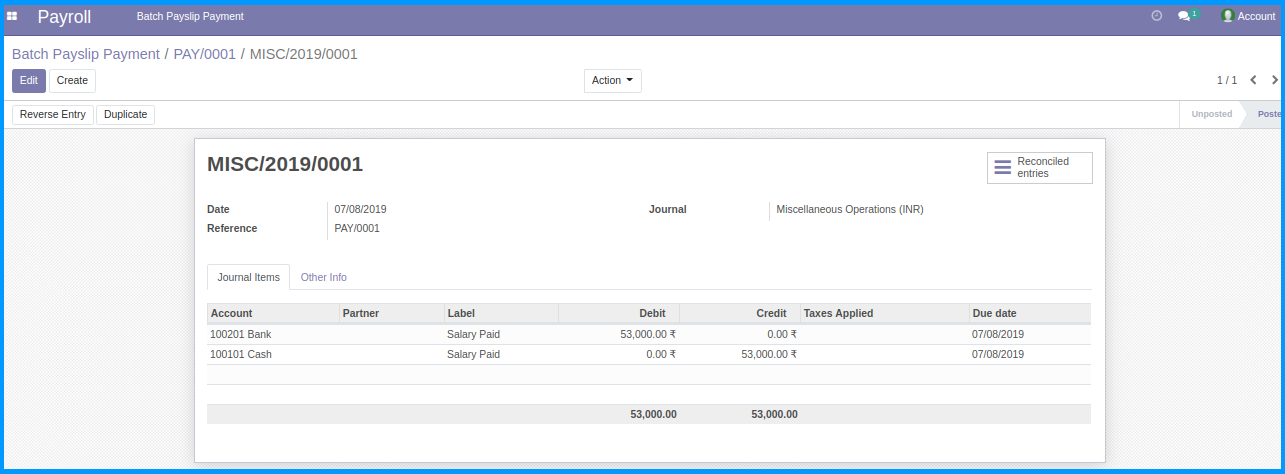 Payroll Batch Payslip Payment 1 Account
Batch Payslip Payment / PAY/0001 / MISC/2019/0001
Edit Create Action 1 / 1
Reverse Entry Duplicate Unposted Poste
MISC/2019/0001
Reconciled
entries
Date 07/08/2019 Journal Miscellaneous Operations (INR)
Reference PAY/0001
Journal Items Other Info
Account Partner Label Debit Credit Taxes Applied Due date
100201 Bank Salary Paid 53,000.00 ₹ 0.00 ₹ 07/08/2019
100101 Cash Salary Paid 0.00 ₹ 53,000.00 ₹ 07/08/2019
53,000.00 53,000.00